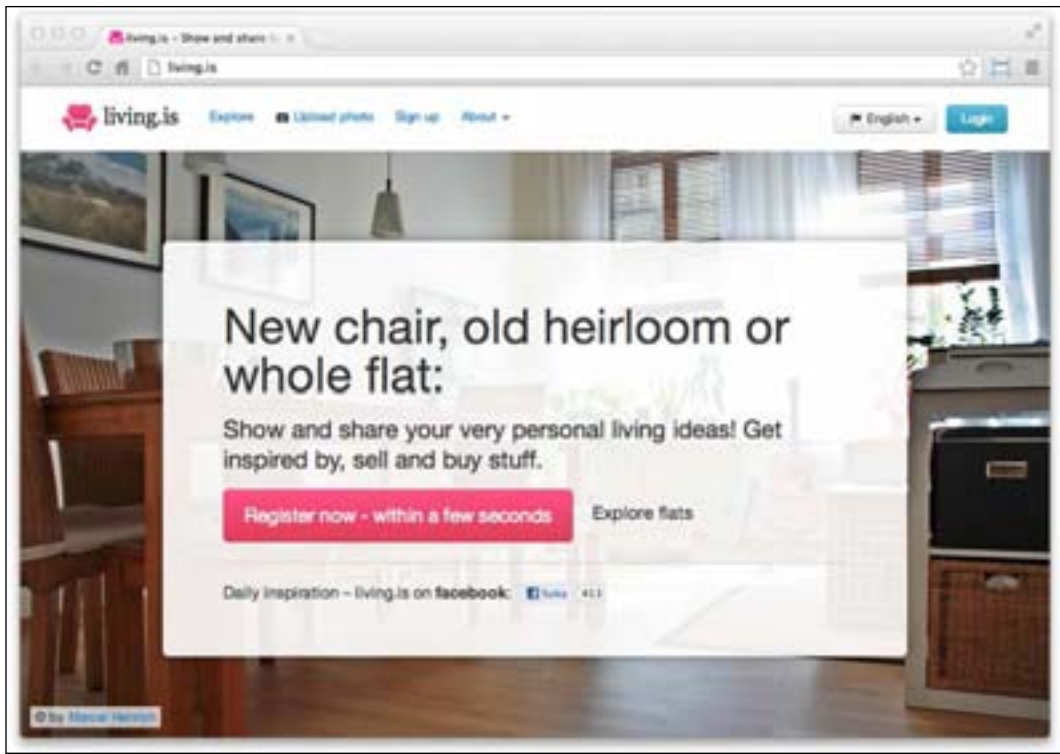 living.is - Show and share
living.is
living.is
Explore
Upload photo
Sign up
About
English
Login
New chair, old heirloom or
whole flat:
Show and share your very personal living ideas! Get
inspired by, sell and buy stuff.
Register now - within a few seconds
Explore flats
Daily inspiration – living.is on facebook:
413
© by Marcel Heinrich